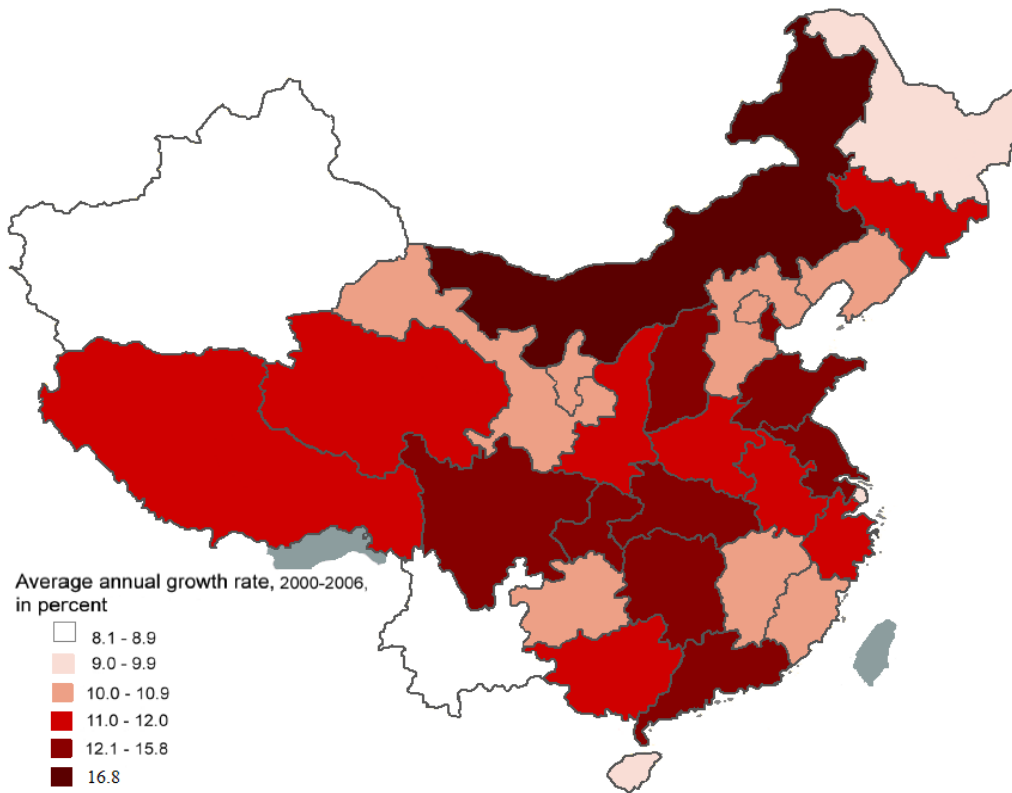 Average annual growth rate, 2000-2006,
in percent
8.1 - 8.9
9.0 - 9.9
10.0 - 10.9
11.0 - 12.0
12.1 - 15.8
16.8